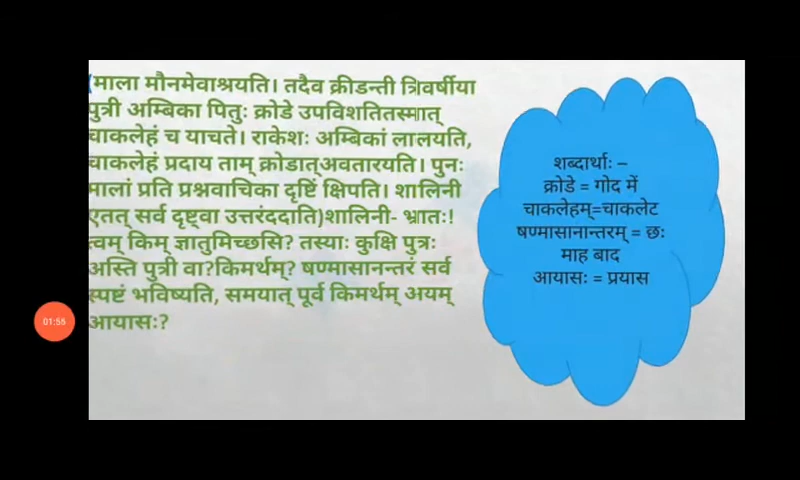 (माला मौनमेवाश्रयति। तदैव क्रीडन्ती त्रिवर्षीया
पुत्री अम्बिका पितुः क्रोडे उपविशतितस्मात्
चाकलेहं च याचते। राकेशः अम्बिकां लालयति,
चाकलेहं प्रदाय ताम् क्रोडात्अवतारयति। पुनः
मालां प्रति प्रश्नवाचिका दृष्टिं क्षिपति। शालिनी
एतत् सर्व दृष्ट्वा उत्तरंददाति)शालिनी- भ्रातः!
त्वम् किम् ज्ञातुमिच्छसि? तस्याः कुक्षि पुत्रः
अस्ति पुत्री वा?किमर्थम्? षण्मासानन्तरं सर्व
स्पष्टं भविष्यति, समयात् पूर्व किमर्थम् अयम्
आयासः?
शब्दार्थाः –
क्रोडे = गोद में
चाकलेहम्=चाकलेट
षण्मासानान्तरम् = छः
माह बाद
आयासः = प्रयास
01:56